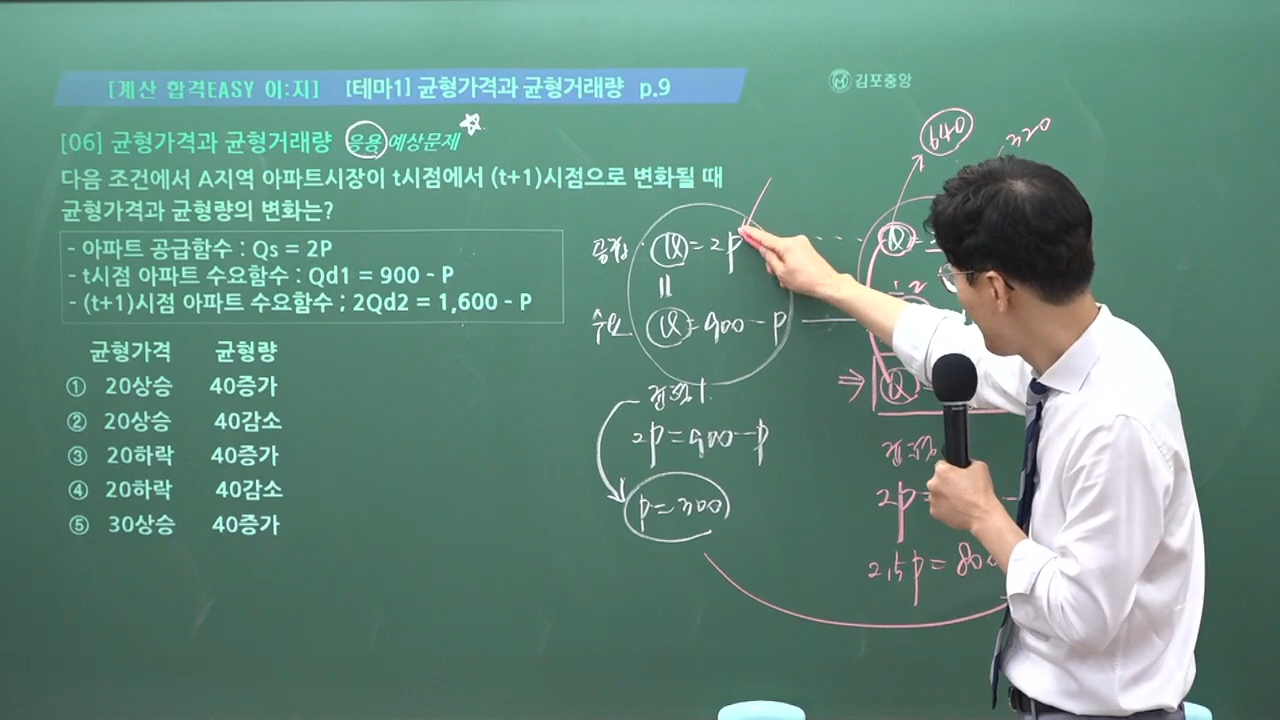 [계산 합격EASY 이:지] [테마1] 균형가격과 균형거래량 p.9
김포중앙
[06] 균형가격과 균형거래량 응용 예상문제
다음 조건에서 A지역 아파트시장이 t시점에서 (t+1)시점으로 변화될 때
균형가격과 균형량의 변화는?
- 아파트 공급함수 : Qs = 2P
- t시점 아파트 수요함수 : Qd1 = 900 - P
- (t+1)시점 아파트 수요함수 ; 2Qd2 = 1,600 - P
균형가격 균형량
① 20상승 40증가
② 20상승 40감소
③ 20하락 40증가
④ 20하락 40감소
⑤ 30상승 40증가
공급 Q = 2P
=
수요 Q = 900 - P
2P = 900 - P
P = 300
640
320
Q =
÷2
⇒ Q
2P =
2.5P = 800